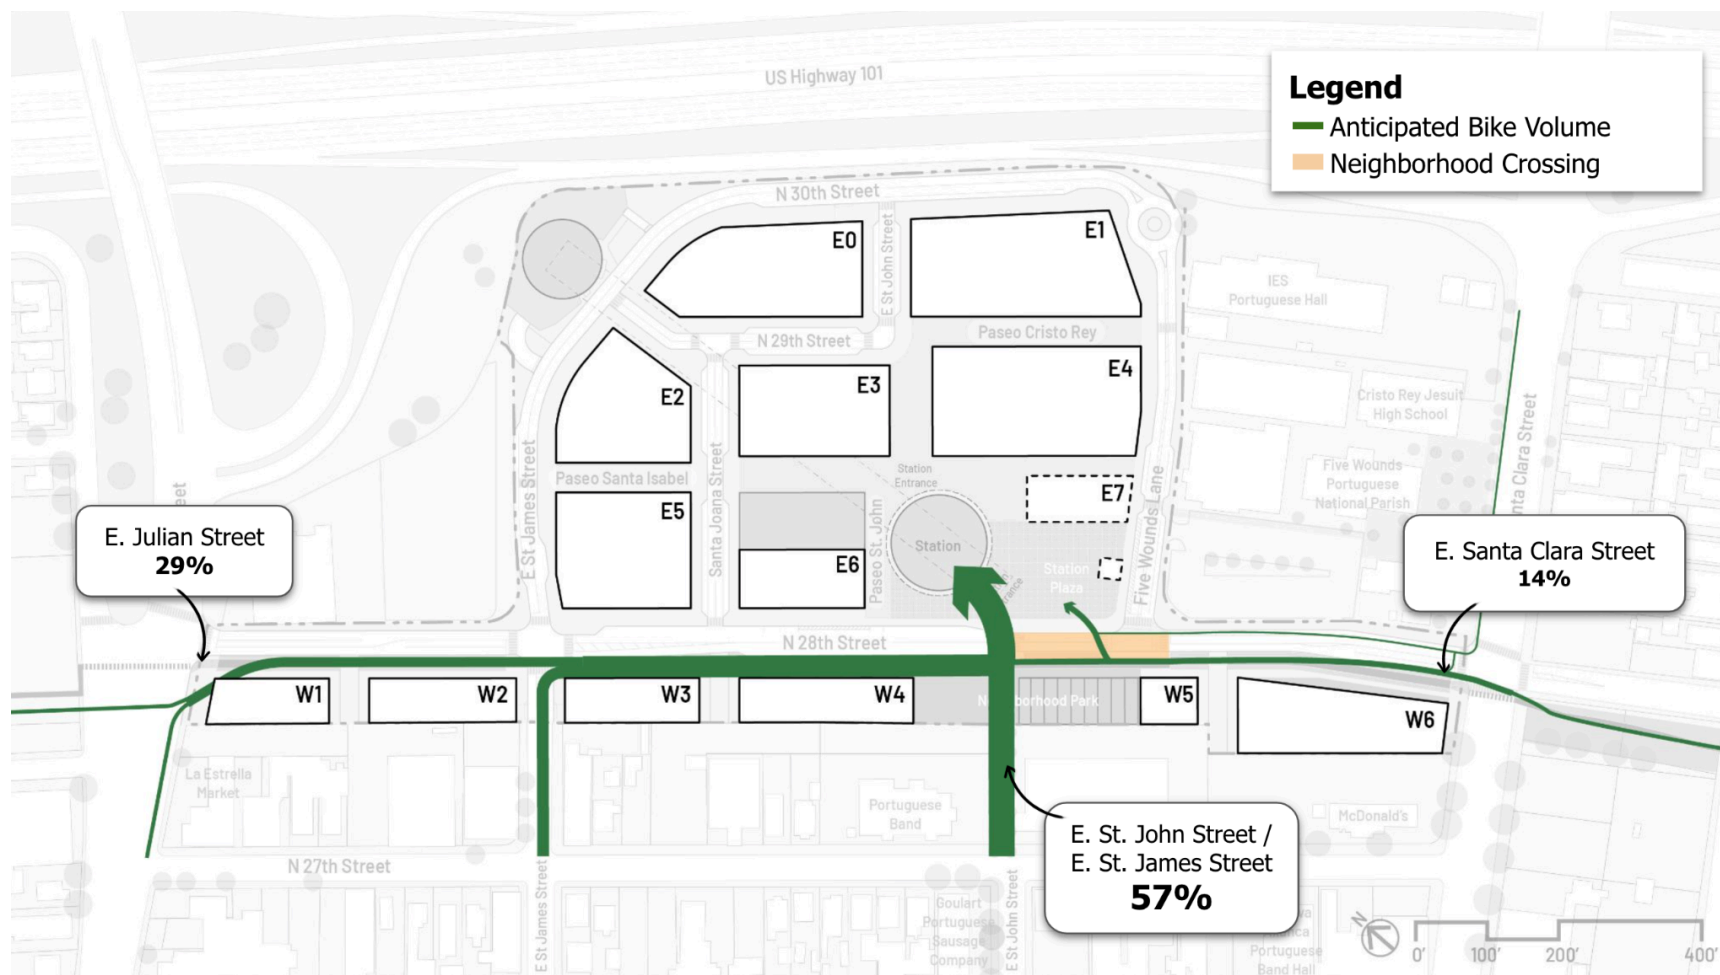 US Highway 101
Legend
Anticipated Bike Volume
Neighborhood Crossing
N 30th Street
E0
E St John Street
E1
IES
Portuguese Hall
N 29th Street
Paseo Cristo Rey
E2
E3
E4
Cristo Rey Jesuit
High School
E St James Street
Paseo Santa Isabel
Santa Joana Street
Station
Entrance
E7
Five Wounds Lane
Five Wounds
Portuguese
National Parish
Clara Street
Street
E5
E6
Paseo St. John
Station
Station
Plaza
E. Julian Street
29%
E. Santa Clara Street
14%
N 28th Street
W1
W2
W3
W4
Park
W5
W6
La Estrella
Market
Portuguese
Band
McDonald's
E. St. John Street /
E. St. James Street
57%
N 27th Street
E St James Street
Goulart
Sausage
Company
E St John Street
Portuguese
Band Hall
N
0'
100'
200'
400'